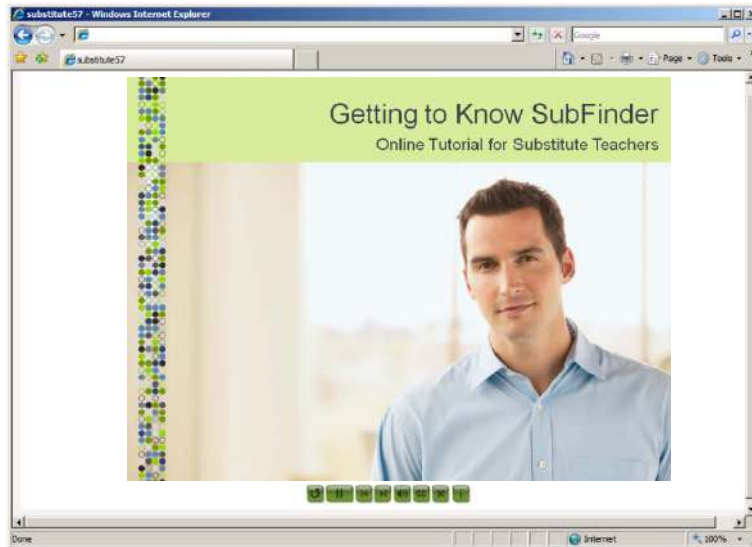 substitute57 - Windows Internet Explorer
Google
substitute57
Page
Tools
Getting to Know SubFinder
Online Tutorial for Substitute Teachers
CC
Done
Internet
100%